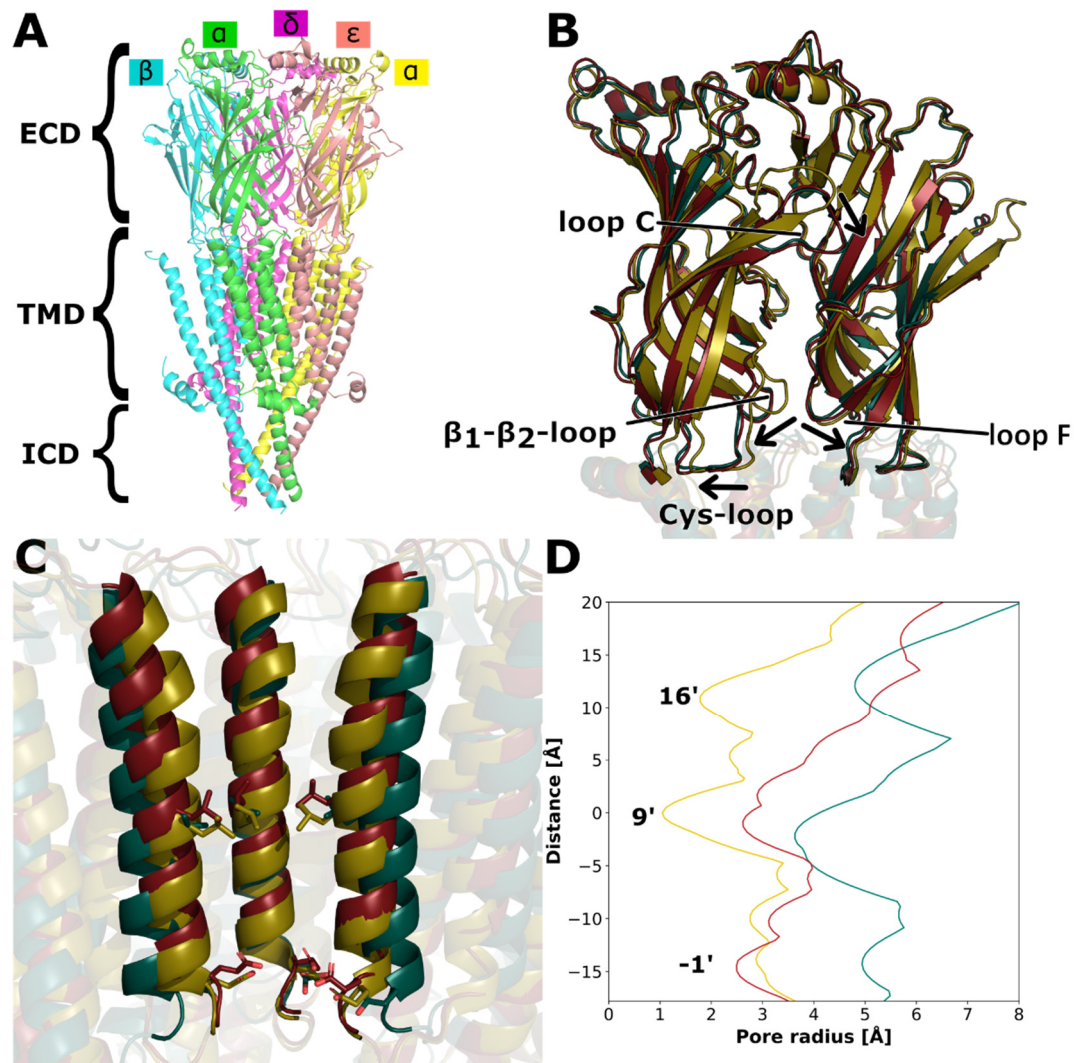 A
β
α
δ
ε
α
ECD
TMD
ICD
B
loop C
β1-β2-loop
loop F
Cys-loop
C
D
20
15
10
5
0
−5
−10
−15
Distance [Å]
16'
9'
-1'
0 1 2 3 4 5 6 7 8
Pore radius [Å]